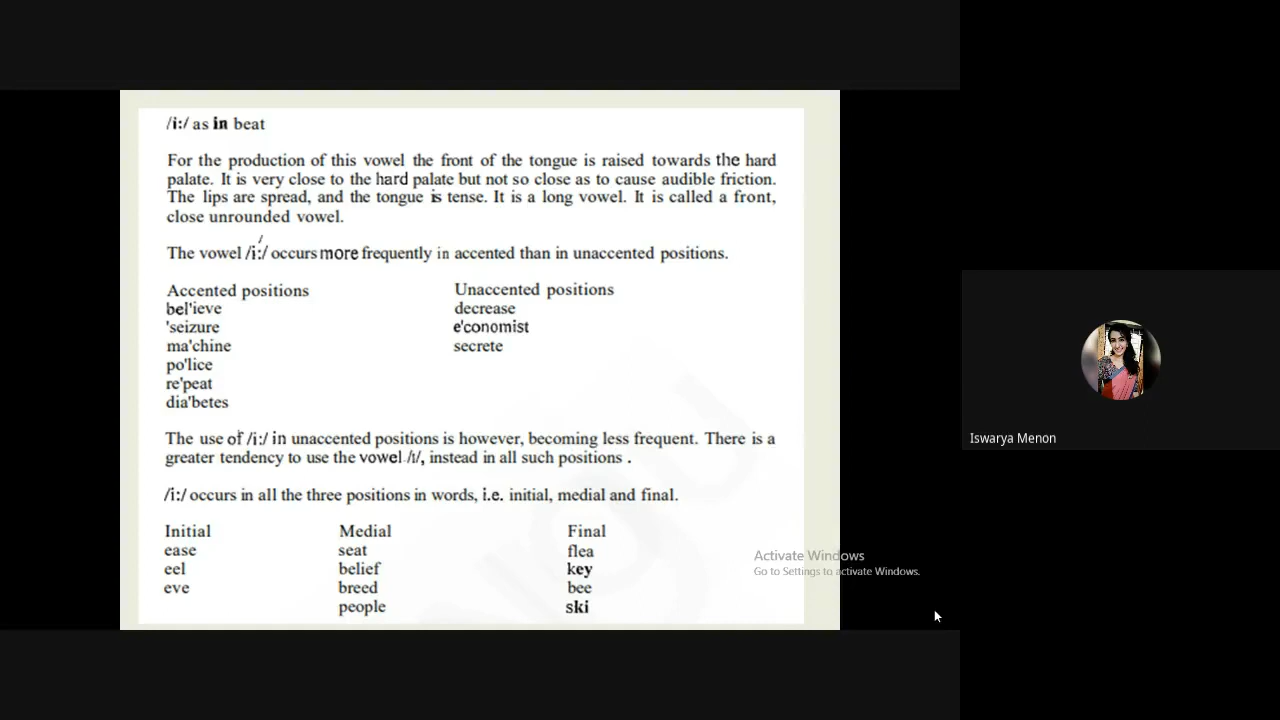 /i:/ as in beat
For the production of this vowel the front of the tongue is raised towards the hard
palate. It is very close to the hard palate but not so close as to cause audible friction.
The lips are spread, and the tongue is tense. It is a long vowel. It is called a front,
close unrounded vowel.
The vowel /i:/ occurs more frequently in accented than in unaccented positions.
Accented positions Unaccented positions
bel'ieve decrease
'seizure e'conomist
ma'chine secrete
po'lice
re'peat
dia'betes
The use of /i:/ in unaccented positions is however, becoming less frequent. There is a
greater tendency to use the vowel /ɪ/, instead in all such positions .
/i:/ occurs in all the three positions in words, i.e. initial, medial and final.
Initial Medial Final
ease seat flea
eel belief key
eve breed bee
people ski
Activate Windows
Go to Settings to activate Windows.
Iswarya Menon